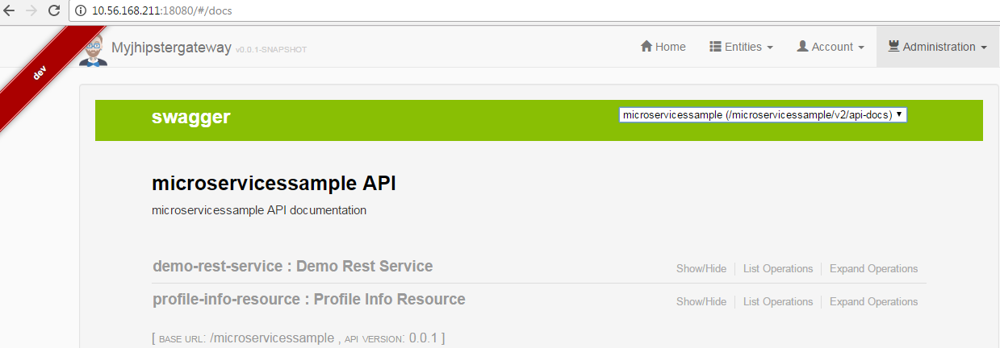 10.56.168.211:18080/#/docs
dev
Myjhipstergateway v0.0.1-SNAPSHOT
Home Entities Account Administration
swagger
microservicessample (/microservicessample/v2/api-docs)
microservicessample API
microservicessample API documentation
demo-rest-service : Demo Rest Service Show/Hide List Operations Expand Operations
profile-info-resource : Profile Info Resource Show/Hide List Operations Expand Operations
[ BASE URL: /microservicessample , API VERSION: 0.0.1 ]